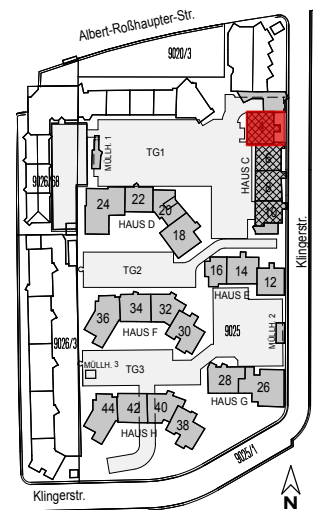 Albert-Roßhaupter-Str.
9020/3
MÜLLH. 1
TG1
HAUS C
6
8
10
9026/68
24
22
20
18
HAUS D
Klingerstr.
TG2
16
14
12
HAUS E
36
34
32
30
HAUS F
9025
MÜLLH. 2
9026/3
MÜLLH. 3
TG3
28
26
HAUS G
44
42
40
38
HAUS H
9025/1
Klingerstr.
N